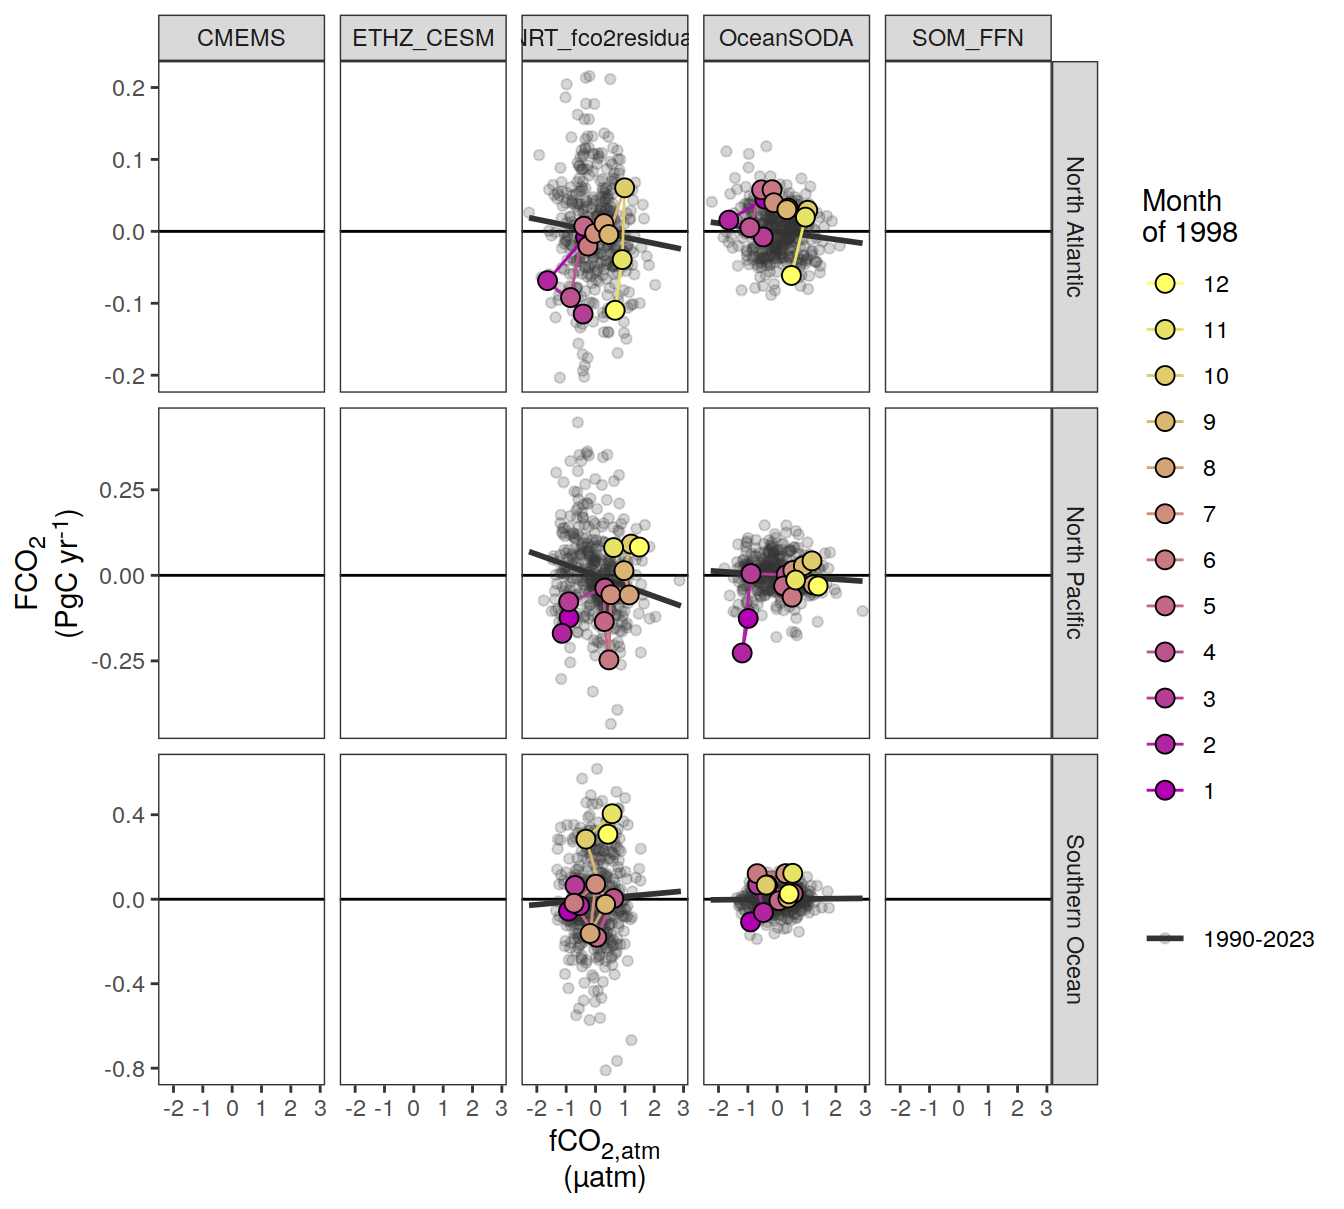 CMEMS ETHZ_CESM NRT_fco2residua OceanSODA SOM_FFN
0.2
0.1
0.0
-0.1
-0.2
North Atlantic
0.25
0.00
-0.25
North Pacific
0.4
0.0
-0.4
-0.8
Southern Ocean
-2 -1 0 1 2 3 -2 -1 0 1 2 3 -2 -1 0 1 2 3 -2 -1 0 1 2 3 -2 -1 0 1 2 3
FCO2
(PgC yr-1)
fCO2,atm
(µatm)
Month
of 1998
12
11
10
9
8
7
6
5
4
3
2
1
1990-2023